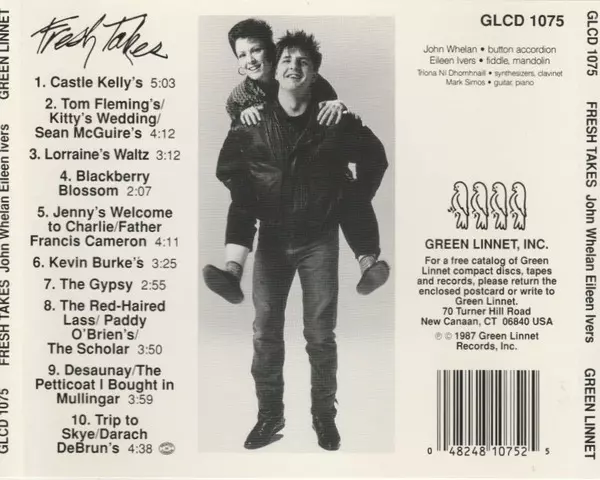 GREEN LINNET
FRESH TAKES John Whelan Eileen Ivers
GLCD 1075
Fresh Takes
1. Castle Kelly's 5:03
2. Tom Fleming's/
Kitty's Wedding/
Sean McGuire's 4:12
3. Lorraine's Waltz 3:12
4. Blackberry
Blossom 2:07
5. Jenny's Welcome
to Charlie/Father
Francis Cameron 4:11
6. Kevin Burke's 3:25
7. The Gypsy 2:55
8. The Red-Haired
Lass/ Paddy
O'Brien's/
The Scholar 3:50
9. Desaunay/The
Petticoat I Bought in
Mullingar 3:59
10. Trip to
Skye/Darach
DeBrun's 4:38
GLCD 1075
John Whelan • button accordion
Eileen Ivers • fiddle, mandolin
Triona Ní Dhomhnaill • synthesizers, clavinet
Mark Simos • guitar, piano
GREEN LINNET, INC.
For a free catalog of Green
Linnet compact discs, tapes
and records, please return the
enclosed postcard or write to
Green Linnet.
70 Turner Hill Road
New Canaan, CT 06840 USA
℗ © 1987 Green Linnet
Records, Inc.
0 48248 10752 5
GLCD 1075
FRESH TAKES John Whelan Eileen Ivers
GREEN LINNET